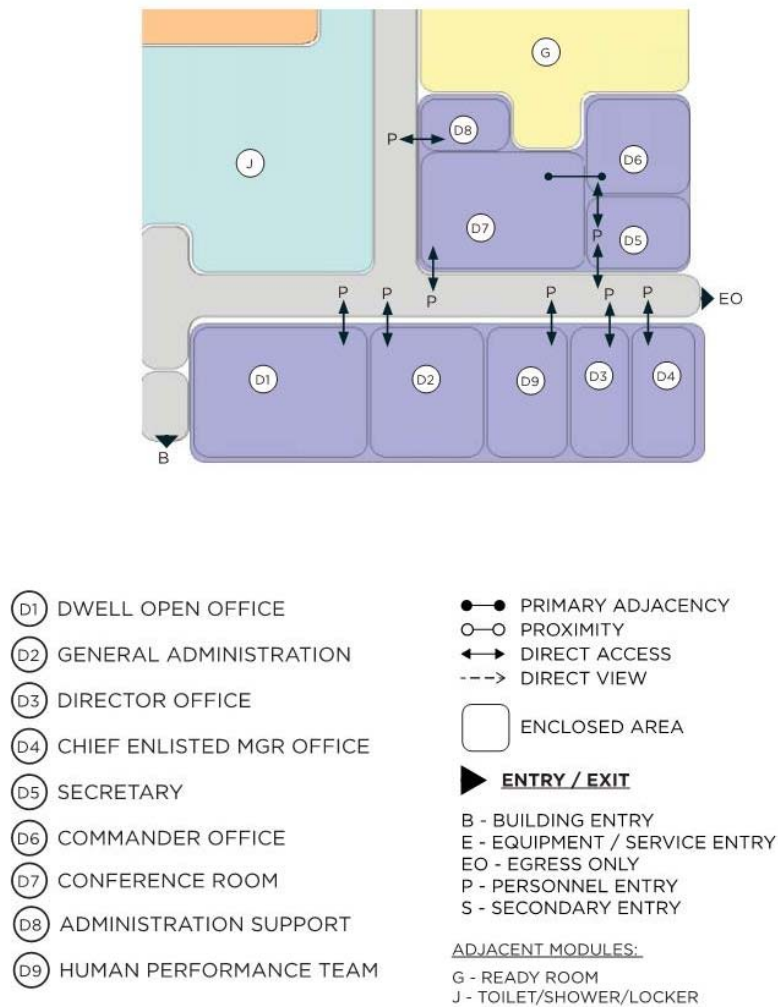 G
P
D8
J
D6
D7
P
D5
P
P
P
P
P
P
EO
D1
D2
D9
D3
D4
B
D1 DWELL OPEN OFFICE
D2 GENERAL ADMINISTRATION
D3 DIRECTOR OFFICE
D4 CHIEF ENLISTED MGR OFFICE
D5 SECRETARY
D6 COMMANDER OFFICE
D7 CONFERENCE ROOM
D8 ADMINISTRATION SUPPORT
D9 HUMAN PERFORMANCE TEAM
PRIMARY ADJACENCY
PROXIMITY
DIRECT ACCESS
DIRECT VIEW
ENCLOSED AREA
ENTRY / EXIT
B - BUILDING ENTRY
E - EQUIPMENT / SERVICE ENTRY
EO - EGRESS ONLY
P - PERSONNEL ENTRY
S - SECONDARY ENTRY
ADJACENT MODULES:
G - READY ROOM
J - TOILET/SHOWER/LOCKER